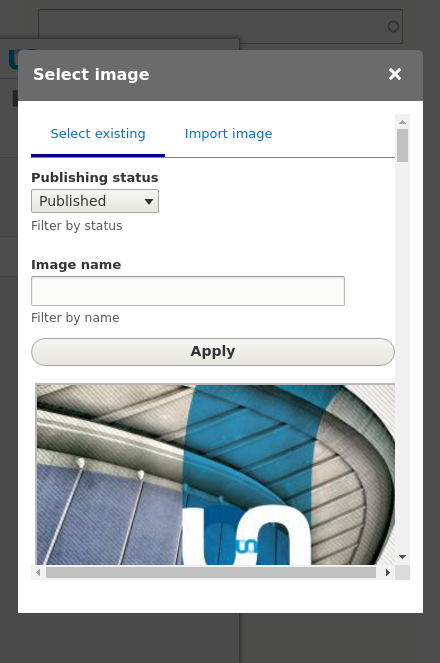 Select image
Select existing
Import image
Publishing status
Published
Filter by status
Image name
Filter by name
Apply